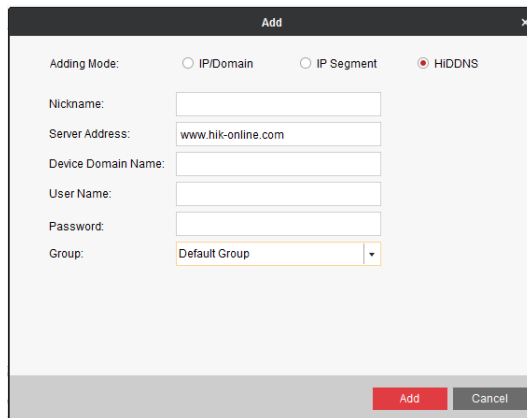 Add
Adding Mode: IP/Domain IP Segment HiDDNS
Nickname:
Server Address: www.hik-online.com
Device Domain Name:
User Name:
Password:
Group: Default Group
Add Cancel